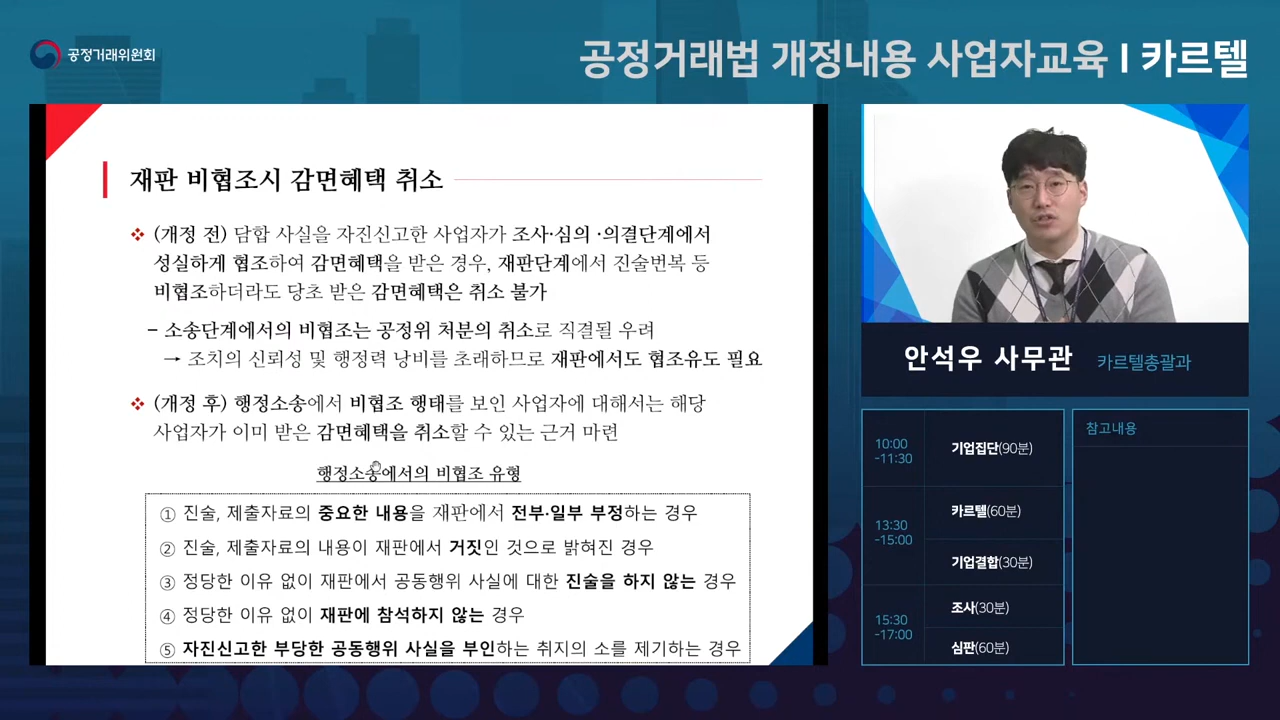 공정거래위원회
공정거래법 개정내용 사업자교육 I 카르텔
재판 비협조시 감면혜택 취소
❖ (개정 전) 담합 사실을 자진신고한 사업자가 조사·심의 ·의결단계에서
성실하게 협조하여 감면혜택을 받은 경우, 재판단계에서 진술번복 등
비협조하더라도 당초 받은 감면혜택은 취소 불가
– 소송단계에서의 비협조는 공정위 처분의 취소로 직결될 우려
→ 조치의 신뢰성 및 행정력 낭비를 초래하므로 재판에서도 협조유도 필요
❖ (개정 후) 행정소송에서 비협조 행태를 보인 사업자에 대해서는 해당
사업자가 이미 받은 감면혜택을 취소할 수 있는 근거 마련
행정소송에서의 비협조 유형
① 진술, 제출자료의 중요한 내용을 재판에서 전부·일부 부정하는 경우
② 진술, 제출자료의 내용이 재판에서 거짓인 것으로 밝혀진 경우
③ 정당한 이유 없이 재판에서 공동행위 사실에 대한 진술을 하지 않는 경우
④ 정당한 이유 없이 재판에 참석하지 않는 경우
⑤ 자진신고한 부당한 공동행위 사실을 부인하는 취지의 소를 제기하는 경우
안석우 사무관 카르텔총괄과
10:00
-11:30
기업집단(90분)
13:30
-15:00
카르텔(60분)
기업결합(30분)
15:30
-17:00
조사(30분)
심판(60분)
참고내용